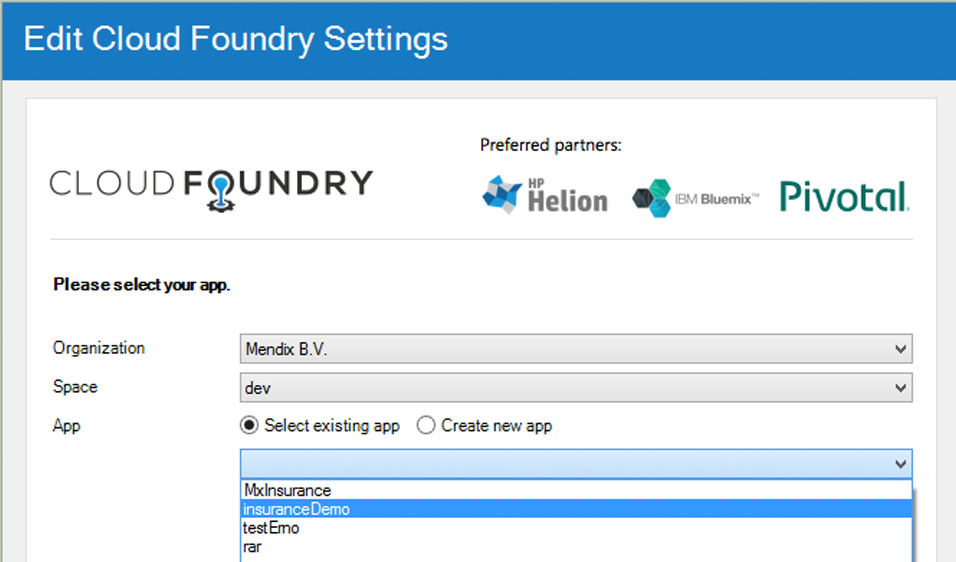 Edit Cloud Foundry Settings
Preferred partners:
CLOUD FOUNDRY
HP
Helion
IBM Bluemix™
Pivotal.
Please select your app.
Organization
Mendix B.V.
Space
dev
App
Select existing app
Create new app
MxInsurance
insuranceDemo
testErno
rar